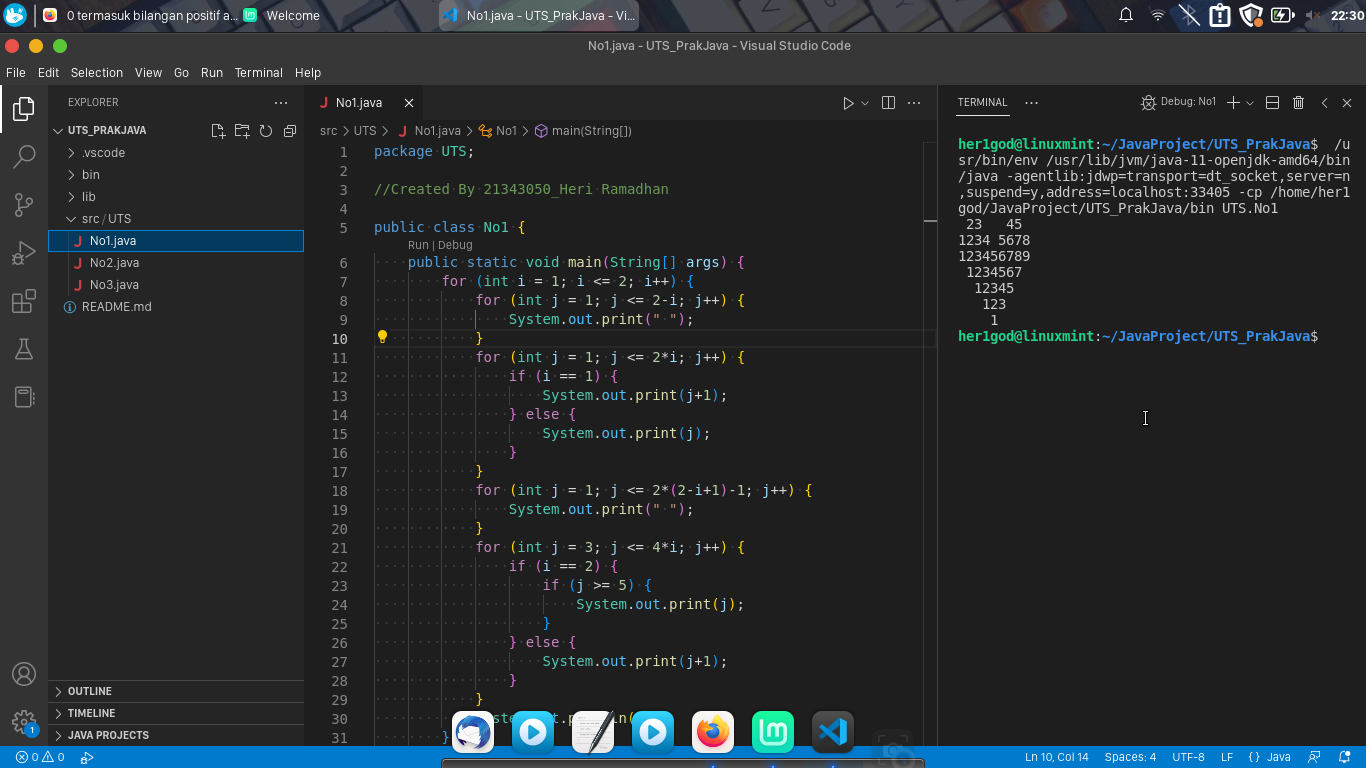 0 termasuk bilangan positif a...
Welcome
No1.java - UTS_PrakJava - Vi...
22:30
No1.java - UTS_PrakJava - Visual Studio Code
File Edit Selection View Go Run Terminal Help
EXPLORER
UTS_PRAKJAVA
.vscode
bin
lib
src / UTS
No1.java
No2.java
No3.java
README.md
OUTLINE
TIMELINE
JAVA PROJECTS
No1.java
src > UTS > No1.java > No1 > main(String[])
1 package UTS;
2
3 //Created By 21343050_Heri Ramadhan
4
5 public class No1 {
Run | Debug
6 public static void main(String[] args) {
7 for (int i = 1; i <= 2; i++) {
8 for (int j = 1; j <= 2-i; j++) {
9 System.out.print(" ");
10 }
11 for (int j = 1; j <= 2*i; j++) {
12 if (i == 1) {
13 System.out.print(j+1);
14 } else {
15 System.out.print(j);
16 }
17 }
18 for (int j = 1; j <= 2*(2-i+1)-1; j++) {
19 System.out.print(" ");
20 }
21 for (int j = 3; j <= 4*i; j++) {
22 if (i == 2) {
23 if (j >= 5) {
24 System.out.print(j);
25 }
26 } else {
27 System.out.print(j+1);
28 }
29 }
30
31 }
TERMINAL
Debug: No1
her1god@linuxmint:~/JavaProject/UTS_PrakJava$ /u
sr/bin/env /usr/lib/jvm/java-11-openjdk-amd64/bin
/java -agentlib:jdwp=transport=dt_socket,server=n
,suspend=y,address=localhost:33405 -cp /home/her1
god/JavaProject/UTS_PrakJava/bin UTS.No1
23 45
1234 5678
123456789
1234567
12345
123
1
her1god@linuxmint:~/JavaProject/UTS_PrakJava$
1
0 0
Ln 10, Col 14 Spaces: 4 UTF-8 LF {} Java